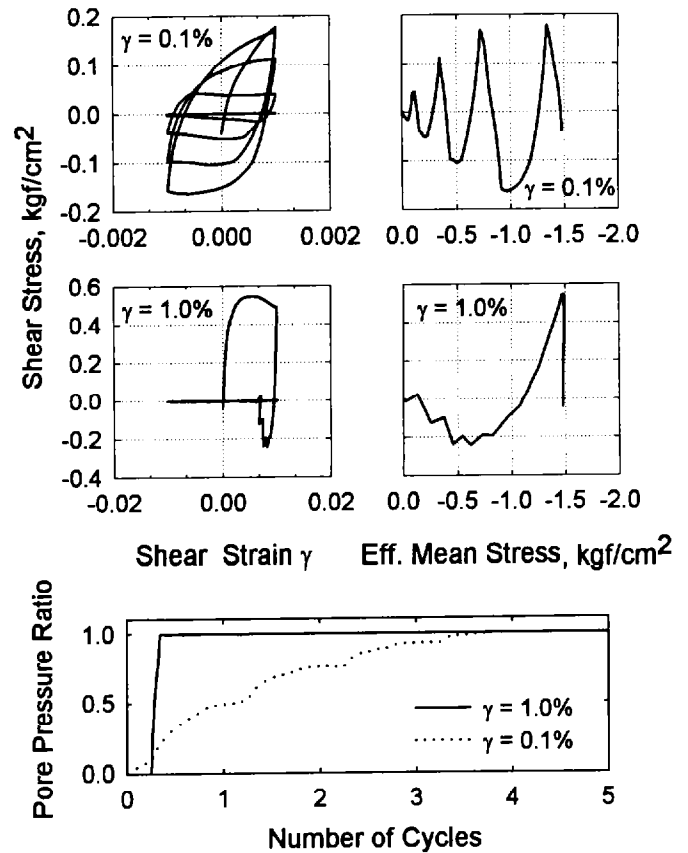 Shear Stress, kgf/cm2
0.2
0.1
0.0
-0.1
-0.2
γ = 0.1%
-0.002 0.000 0.002
γ = 0.1%
0.0 -0.5 -1.0 -1.5 -2.0
0.6
0.4
0.2
0.0
-0.2
-0.4
γ = 1.0%
-0.02 0.00 0.02
γ = 1.0%
0.0 -0.5 -1.0 -1.5 -2.0
Shear Strain γ
Eff. Mean Stress, kgf/cm2
Pore Pressure Ratio
1.0
0.5
0.0
γ = 1.0%
γ = 0.1%
0 1 2 3 4 5
Number of Cycles